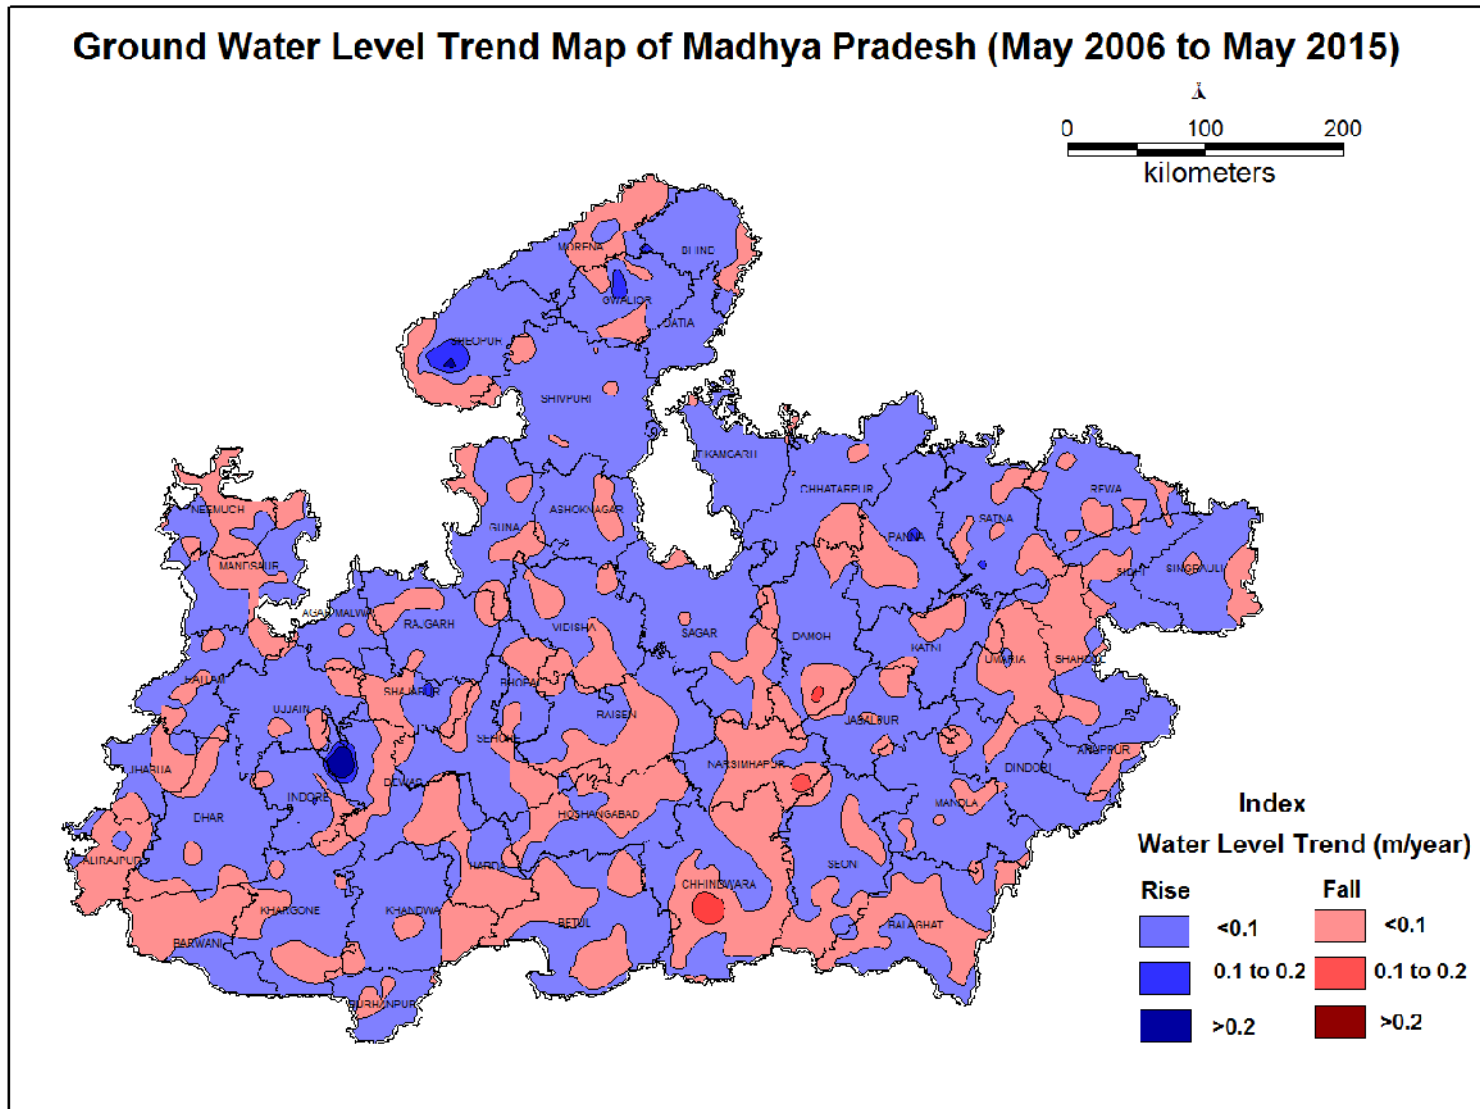 Ground Water Level Trend Map of Madhya Pradesh (May 2006 to May 2015)
0 100 200
kilometers
MORENA
BHIND
GWALIOR
DATIA
SHEOPUR
SHIVPURI
TIKAMGARH
CHHATARPUR
REWA
NEEMUCH
GUNA
ASHOKNAGAR
PANNA
SATNA
MANDSAUR
SIDHI
SINGRAULI
AGAR MALWA
RAJGARH
VIDISHA
SAGAR
DAMOH
KATNI
UMARIA
SHAHDOL
RATLAM
SHAJAPUR
BHOPAL
UJJAIN
RAISEN
JABALPUR
SEHORE
ANUPPUR
JHABUA
DEWAS
NARSIMHAPUR
DINDORI
INDORE
MANDLA
DHAR
HOSHANGABAD
ALIRAJPUR
HARDA
SEONI
CHHINDWARA
KHARGONE
KHANDWA
BETUL
BALAGHAT
BARWANI
BURHANPUR
Index
Water Level Trend (m/year)
Rise Fall
<0.1 <0.1
0.1 to 0.2 0.1 to 0.2
>0.2 >0.2